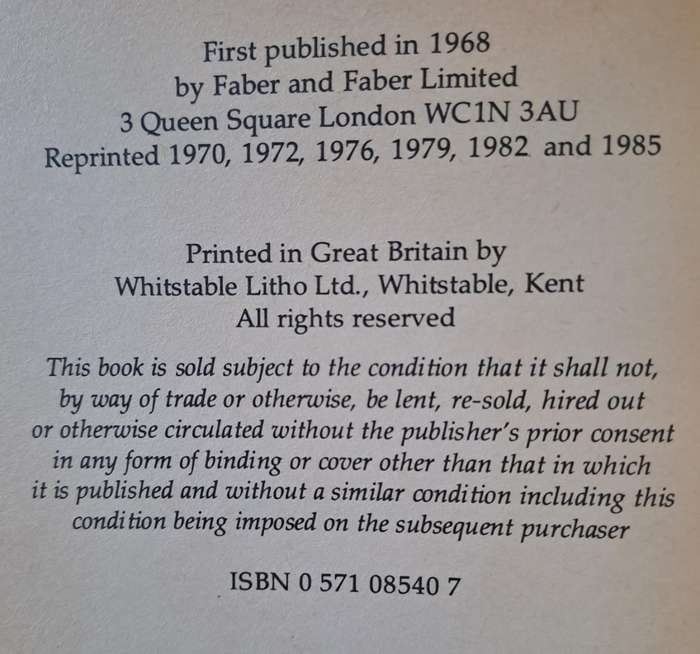 First published in 1968
by Faber and Faber Limited
3 Queen Square London WC1N 3AU
Reprinted 1970, 1972, 1976, 1979, 1982 and 1985
Printed in Great Britain by
Whitstable Litho Ltd., Whitstable, Kent
All rights reserved
This book is sold subject to the condition that it shall not,
by way of trade or otherwise, be lent, re-sold, hired out
or otherwise circulated without the publisher's prior consent
in any form of binding or cover other than that in which
it is published and without a similar condition including this
condition being imposed on the subsequent purchaser
ISBN 0 571 08540 7